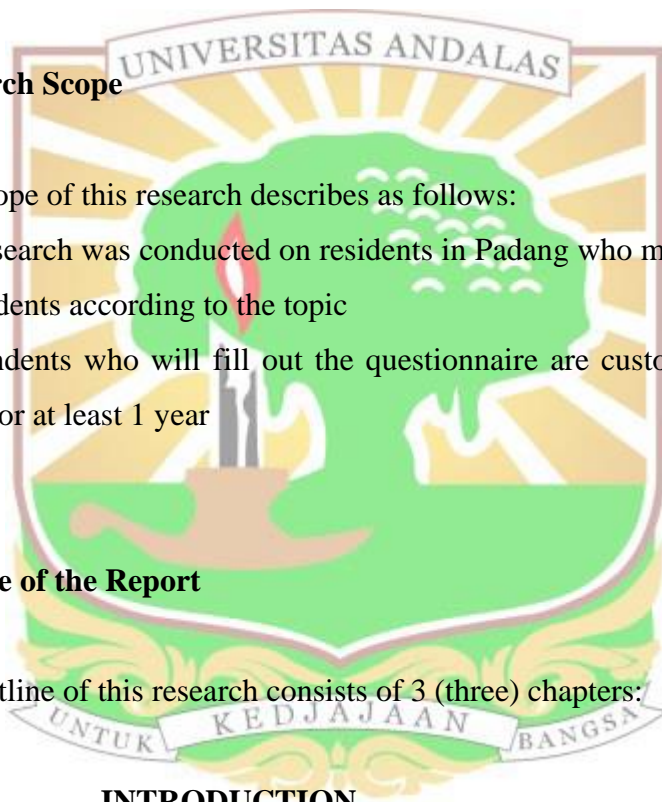 UNIVERSITAS ANDALAS
rch Scope
ope of this research describes as follows:
search was conducted on residents in Padang who m
dents according to the topic
ndents who will fill out the questionnaire are custo
or at least 1 year
e of the Report
tline of this research consists of 3 (three) chapters:
UNTUK KEDJAJAAN BANGSA
INTRODUCTION